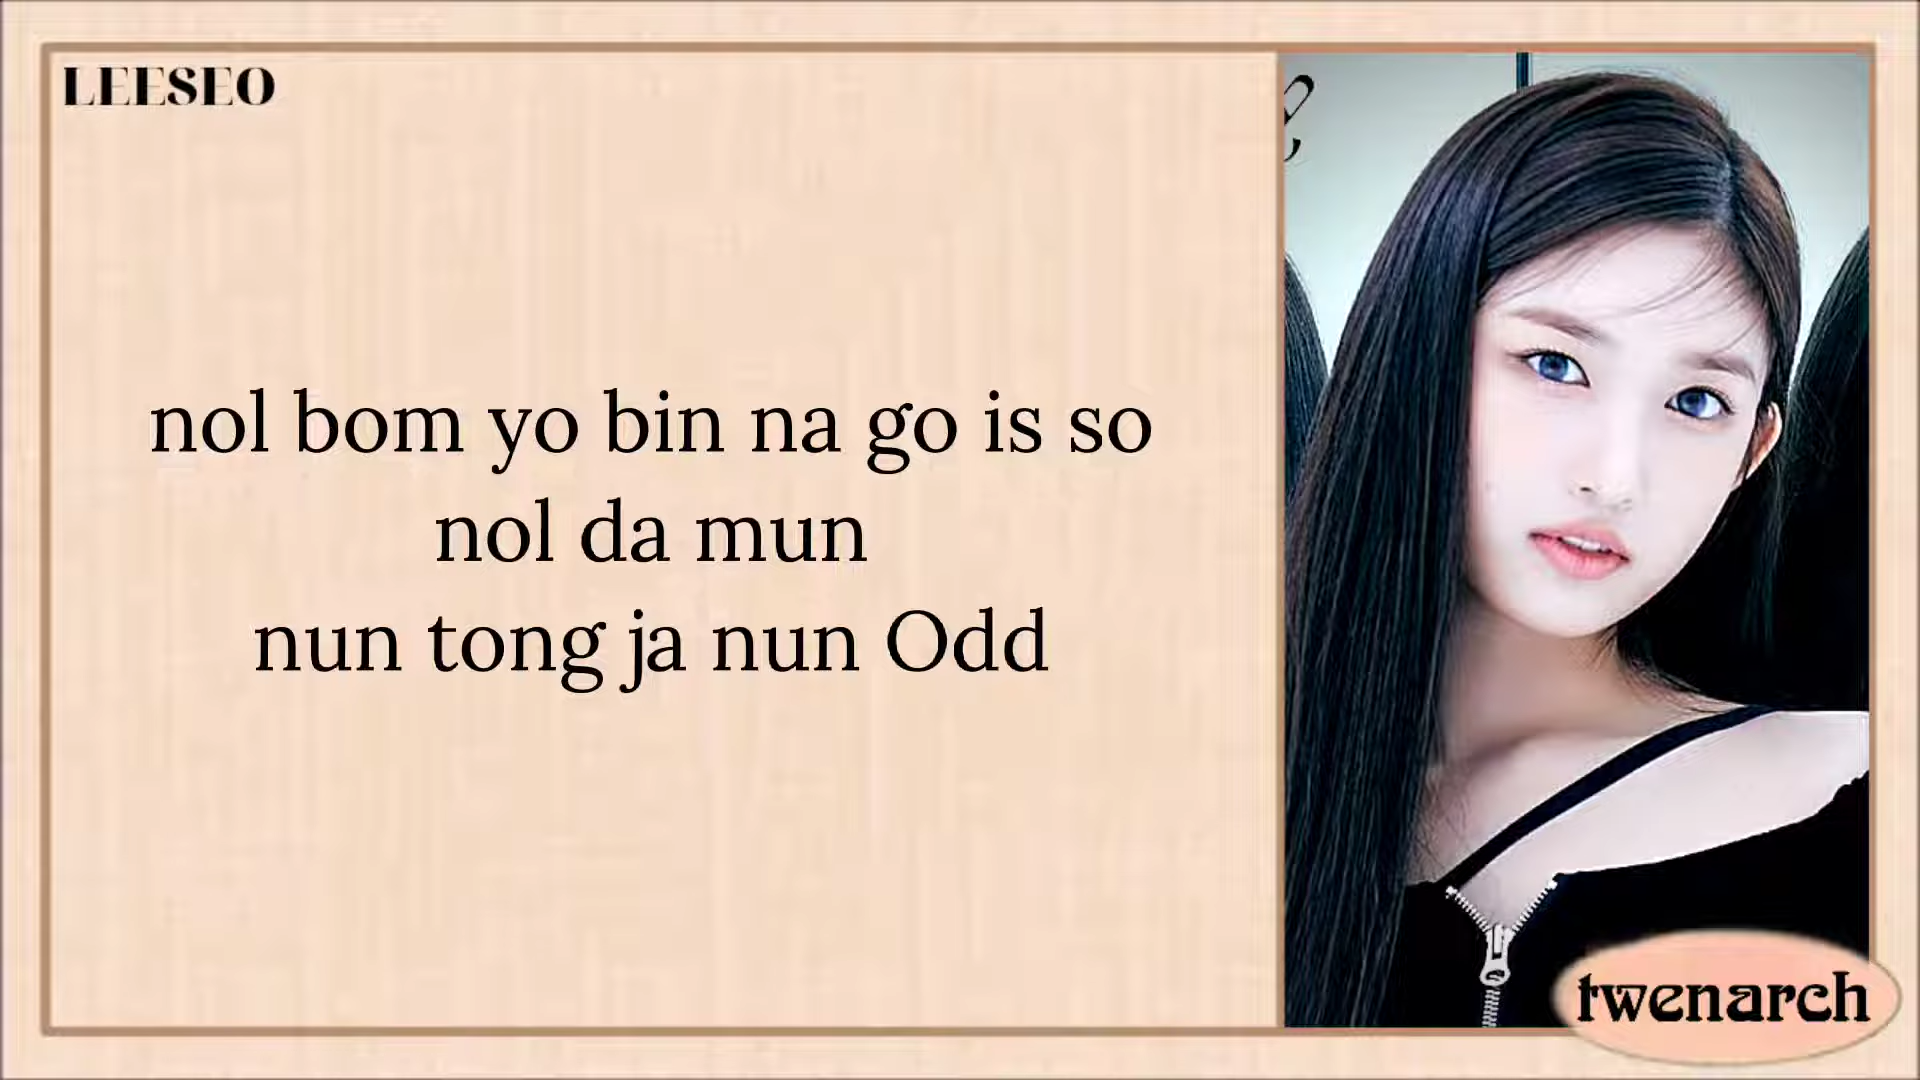 LEESEO
nol bom yo bin na go is so
nol da mun
nun tong ja nun Odd
twenarch